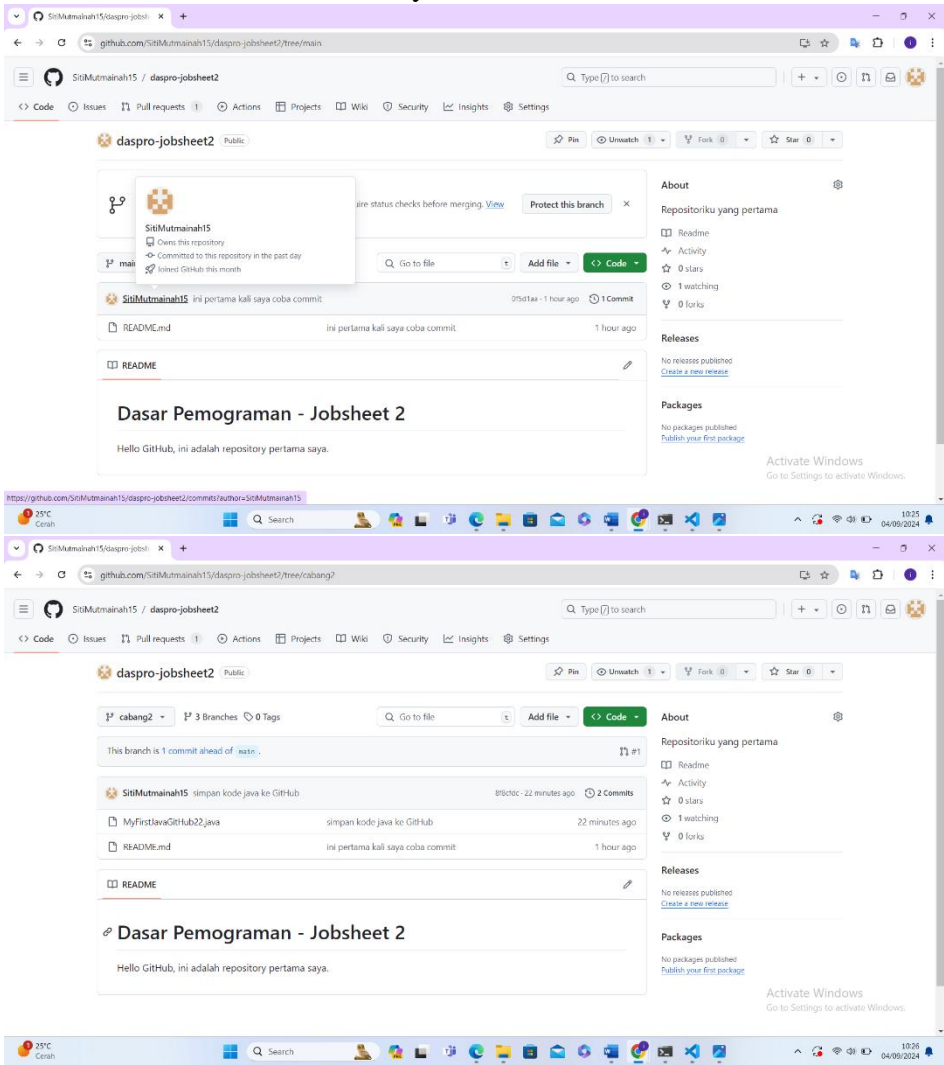 SitiMutmainah15/daspro-jobsh
github.com/SitiMutmainah15/daspro-jobsheet2/tree/main
SitiMutmainah15 / daspro-jobsheet2
Type / to search
Code Issues Pull requests 1 Actions Projects Wiki Security Insights Settings
daspro-jobsheet2 Public
Pin Unwatch 1 Fork 0 Star 0
SitiMutmainah15
Owns this repository
Committed to this repository in the past day
Joined GitHub this month
uire status checks before merging. View Protect this branch
main
Go to file t Add file Code
SitiMutmainah15 ini pertama kali saya coba commit 1 hour ago 1 Commit
README.md ini pertama kali saya coba commit 1 hour ago
README
Dasar Pemograman - Jobsheet 2
Hello GitHub, ini adalah repository pertama saya.
About
Repositoriku yang pertama
Readme
Activity
0 stars
1 watching
0 forks
Releases
No releases published
Create a new release
Packages
No packages published
Publish your first package
Activate Windows
Go to Settings to activate Windows.
https://github.com/SitiMutmainah15/daspro-jobsheet2/commits?author=SitiMutmainah15
25°C
Cerah
Search
10:25
04/09/2024
SitiMutmainah15/daspro-jobsh
github.com/SitiMutmainah15/daspro-jobsheet2/tree/cabang2
SitiMutmainah15 / daspro-jobsheet2
Type / to search
Code Issues Pull requests 1 Actions Projects Wiki Security Insights Settings
daspro-jobsheet2 Public
Pin Unwatch 1 Fork 0 Star 0
cabang2 3 Branches 0 Tags
Go to file t Add file Code
This branch is 1 commit ahead of main . #1
SitiMutmainah15 simpan kode java ke GitHub 22 minutes ago 2 Commits
MyFirstJavaGitHub22.java simpan kode java ke GitHub 22 minutes ago
README.md ini pertama kali saya coba commit 1 hour ago
README
Dasar Pemograman - Jobsheet 2
Hello GitHub, ini adalah repository pertama saya.
About
Repositoriku yang pertama
Readme
Activity
0 stars
1 watching
0 forks
Releases
No releases published
Create a new release
Packages
No packages published
Publish your first package
Activate Windows
Go to Settings to activate Windows.
25°C
Cerah
Search
10:26
04/09/2024